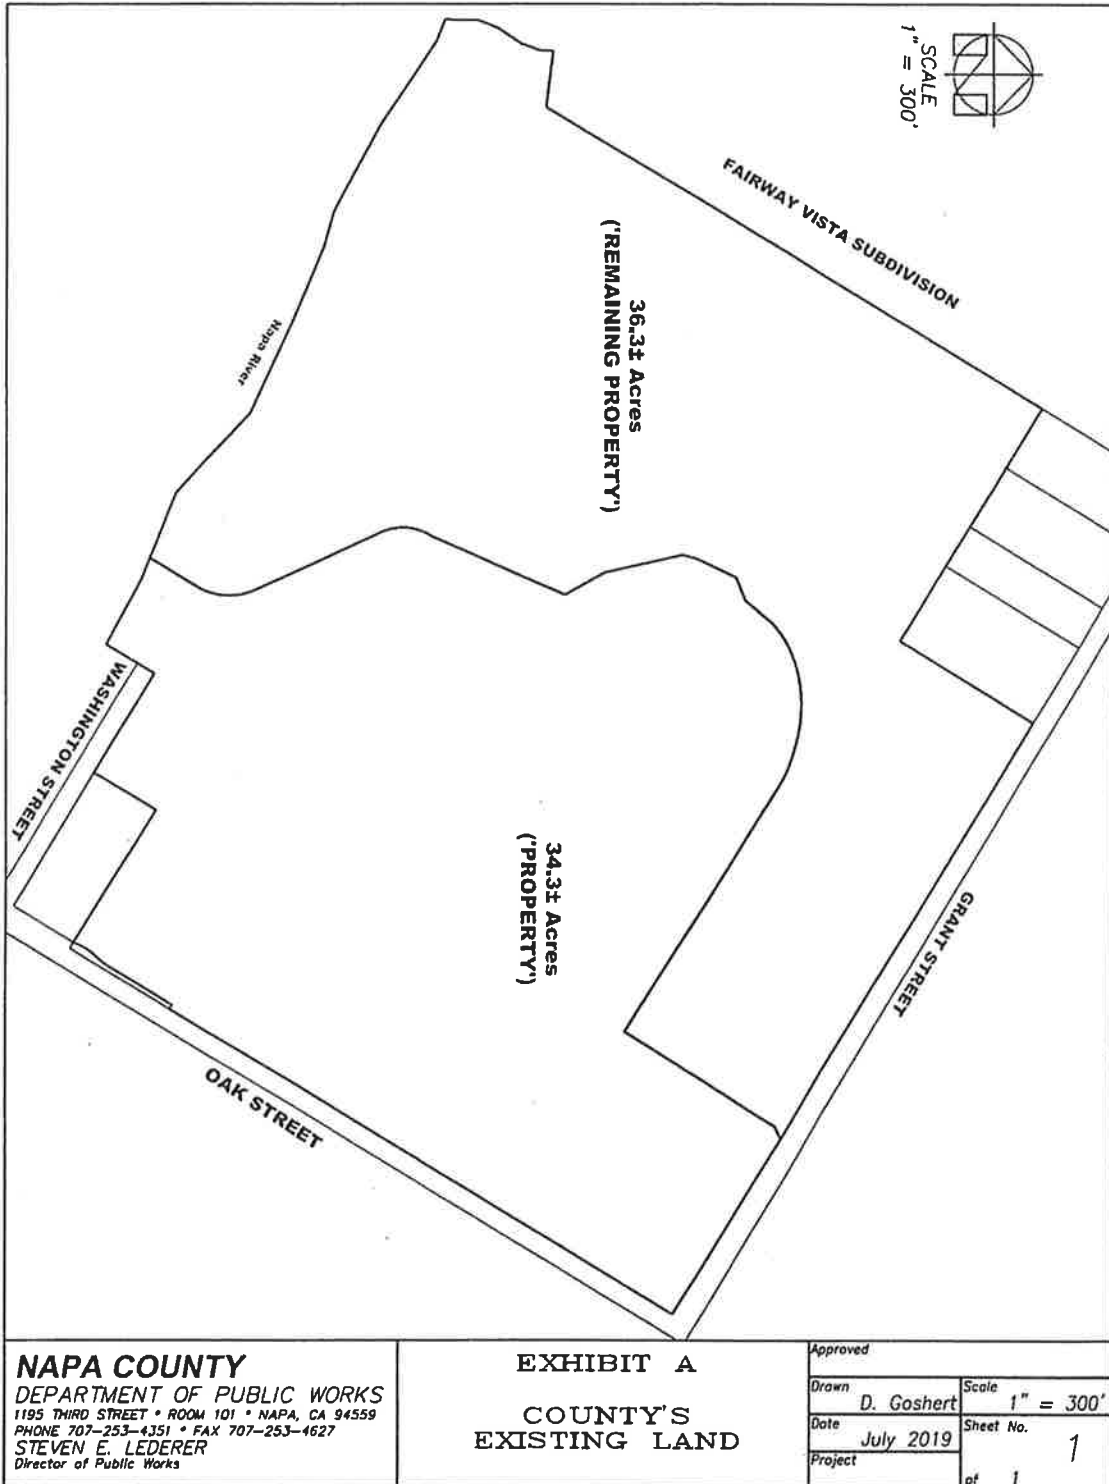 SCALE
1" = 300'
FAIRWAY VISTA SUBDIVISION
36.3± Acres
('REMAINING PROPERTY')
Napa River
WASHINGTON STREET
34.3± Acres
('PROPERTY')
GRANT STREET
OAK STREET
NAPA COUNTY
DEPARTMENT OF PUBLIC WORKS
1195 THIRD STREET * ROOM 101 * NAPA, CA 94559
PHONE 707-253-4351 * FAX 707-253-4627
STEVEN E. LEDERER
Director of Public Works
EXHIBIT A
COUNTY'S
EXISTING LAND
Approved
Drawn
D. Goshert
Scale
1" = 300'
Date
July 2019
Sheet No.
1
Project
of 1